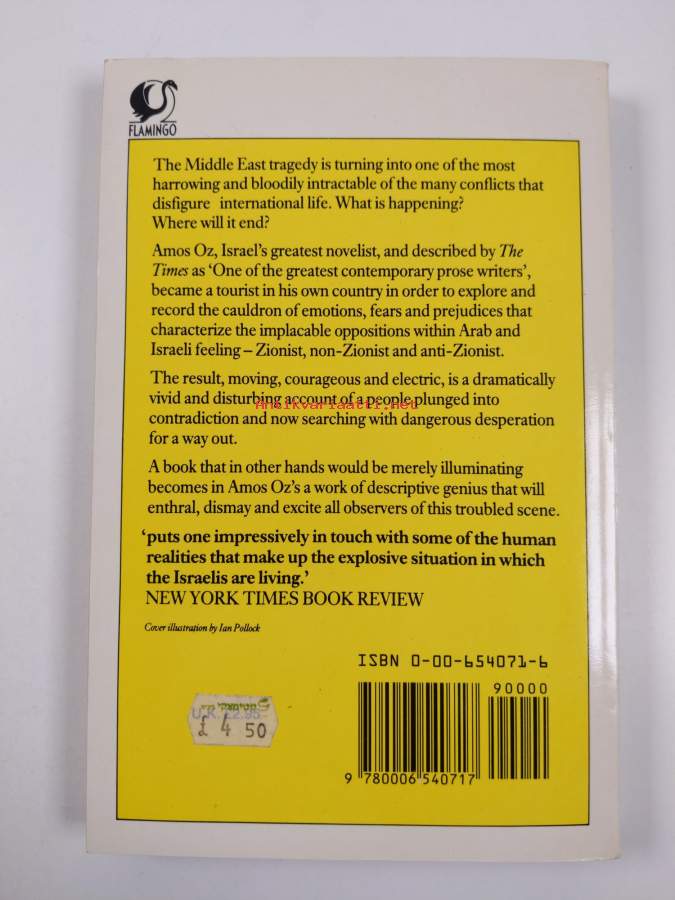 FLAMINGO
The Middle East tragedy is turning into one of the most
harrowing and bloodily intractable of the many conflicts that
disfigure international life. What is happening?
Where will it end?
Amos Oz, Israel's greatest novelist, and described by The
Times as 'One of the greatest contemporary prose writers',
became a tourist in his own country in order to explore and
record the cauldron of emotions, fears and prejudices that
characterize the implacable oppositions within Arab and
Israeli feeling – Zionist, non-Zionist and anti-Zionist.
The result, moving, courageous and electric, is a dramatically
vivid and disturbing account of a people plunged into
Antikvariaatti.net
contradiction and now searching with dangerous desperation
for a way out.
A book that in other hands would be merely illuminating
becomes in Amos Oz's a work of descriptive genius that will
enthral, dismay and excite all observers of this troubled scene.
'puts one impressively in touch with some of the human
realities that make up the explosive situation in which
the Israelis are living.'
NEW YORK TIMES BOOK REVIEW
Cover illustration by Ian Pollock
ISBN 0-00-654071-6
90000
סטימצקי
U.K. £2.95
£ 4 50
9 780006 540717